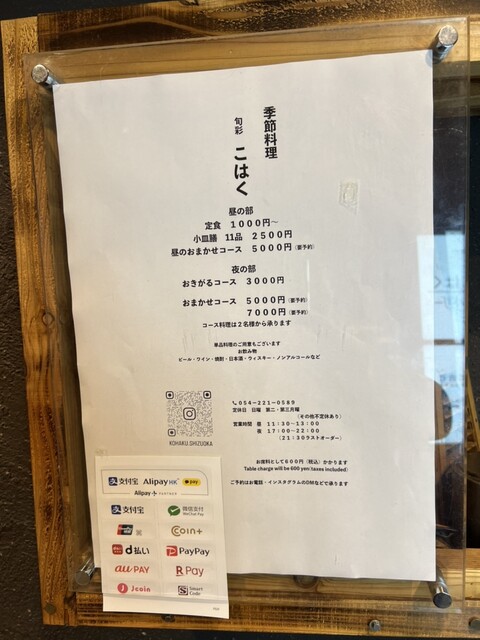 季節料理
旬彩 こはく
昼の部
定食 １０００円～
小皿膳 11品 ２５００円
昼のおまかせコース ５０００円(要予約)
夜の部
おきがるコース ３０００円
おまかせコース ５０００円(要予約)
７０００円(要予約)
コース料理は２名様から承ります
単品料理のご用意もございます
お飲み物
ビール・ワイン・焼酎・日本酒・ウィスキー・ノンアルコールなど
KOHAKU.SHIZUOKA
054-221-0589
定休日 日曜 第二・第三月曜
(その他不定休あり)
営業時間 昼 １１：３０～１３：００
夜 １７：００～２２：００
(２１：３０ラストオーダー)
お席料として６００円（税込）かかります
Table charge will be 600 yen(taxes included)
ご予約はお電話・インスタグラムのDMなどで承ります
支付宝 AlipayHK pay
Alipay+ PARTNER
支付宝
微信支付
WeChat Pay
UnionPay
COIN+
d払い
PayPay
au PAY
R Pay
J coin
Smart Code